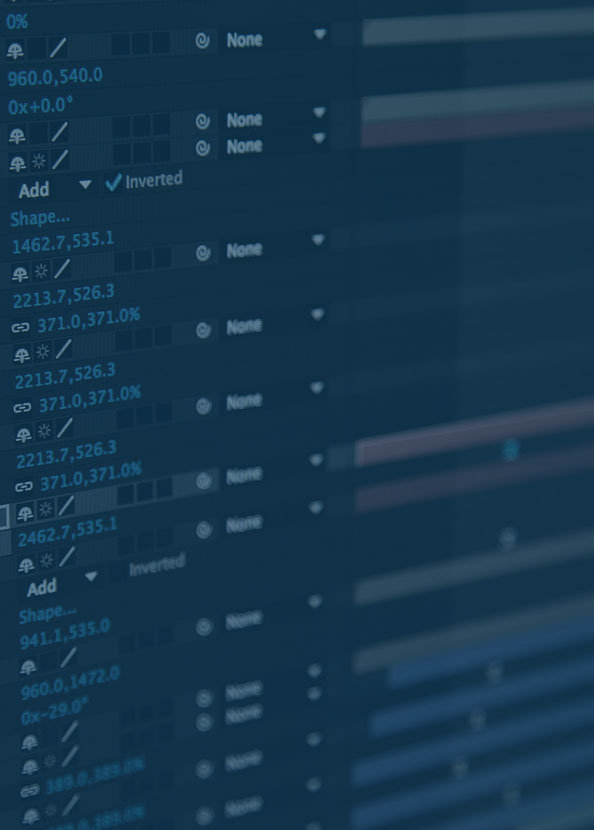 0%
None
960.0,540.0
0x+0.0°
None
None
Add Inverted
Shape...
1462.7,535.1
None
2213.7,526.3
371.0,371.0%
None
2213.7,526.3
371.0,371.0%
None
2213.7,526.3
371.0,371.0%
None
2462.7,535.1
None
Add Inverted
Shape...
941.1,535.0
None
960.0,1472.0
0x-29.0°
None
None
389.0,389.0%
None
None